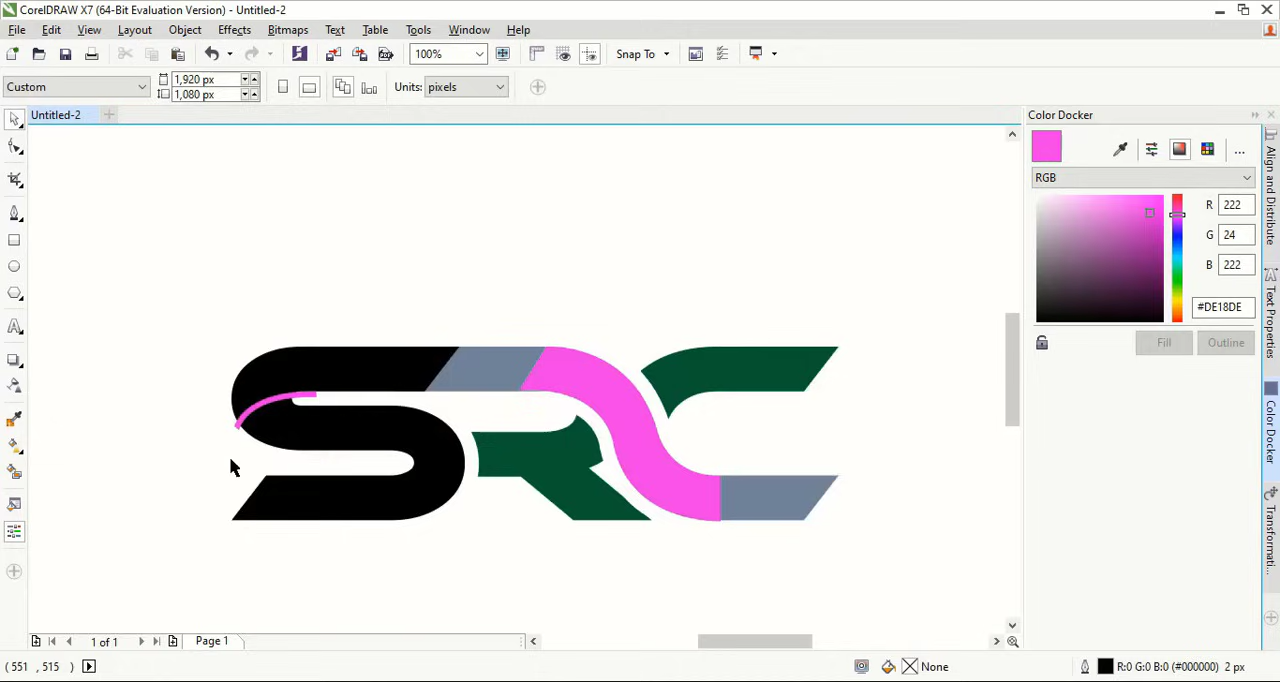 CorelDRAW X7 (64-Bit Evaluation Version) - Untitled-2
File Edit View Layout Object Effects Bitmaps Text Table Tools Window Help
100% Snap To
Custom 1,920 px Units: pixels
1,080 px
Untitled-2
Color Docker
RGB
R 222
G 24
B 222
#DE18DE
Fill Outline
Align and Distribute
Text Properties
Color Docker
Transformati...
SRC
1 of 1 Page 1
( 551 , 515 ) None R:0 G:0 B:0 (#000000) 2 px